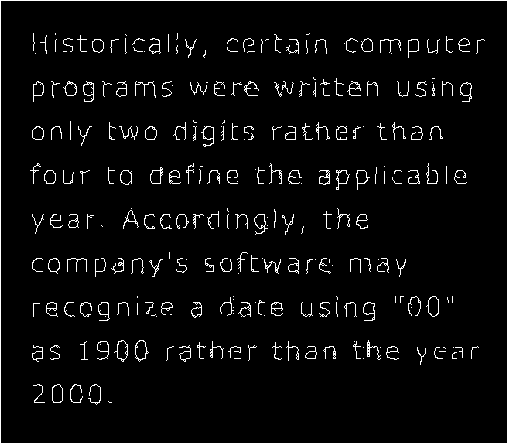 Historically, certain computer
programs were written using
only two digits rather than
four to define the applicable
year. Accordingly, the
company's software may
recognize a date using "00"
as 1900 rather than the year
2000.